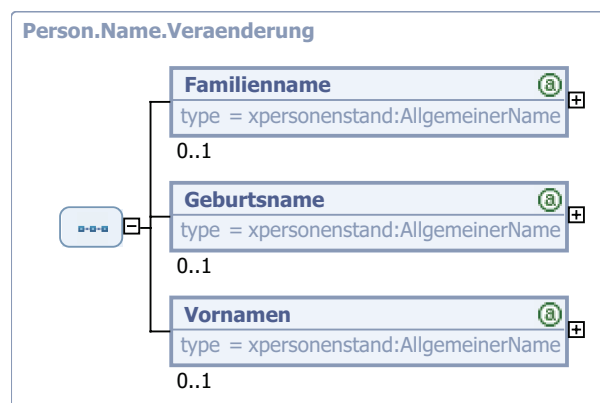 Person.Name.Veraenderung
Familienname
type = xpersonenstand:AllgemeinerName
0..1
Geburtsname
type = xpersonenstand:AllgemeinerName
0..1
Vornamen
type = xpersonenstand:AllgemeinerName
0..1